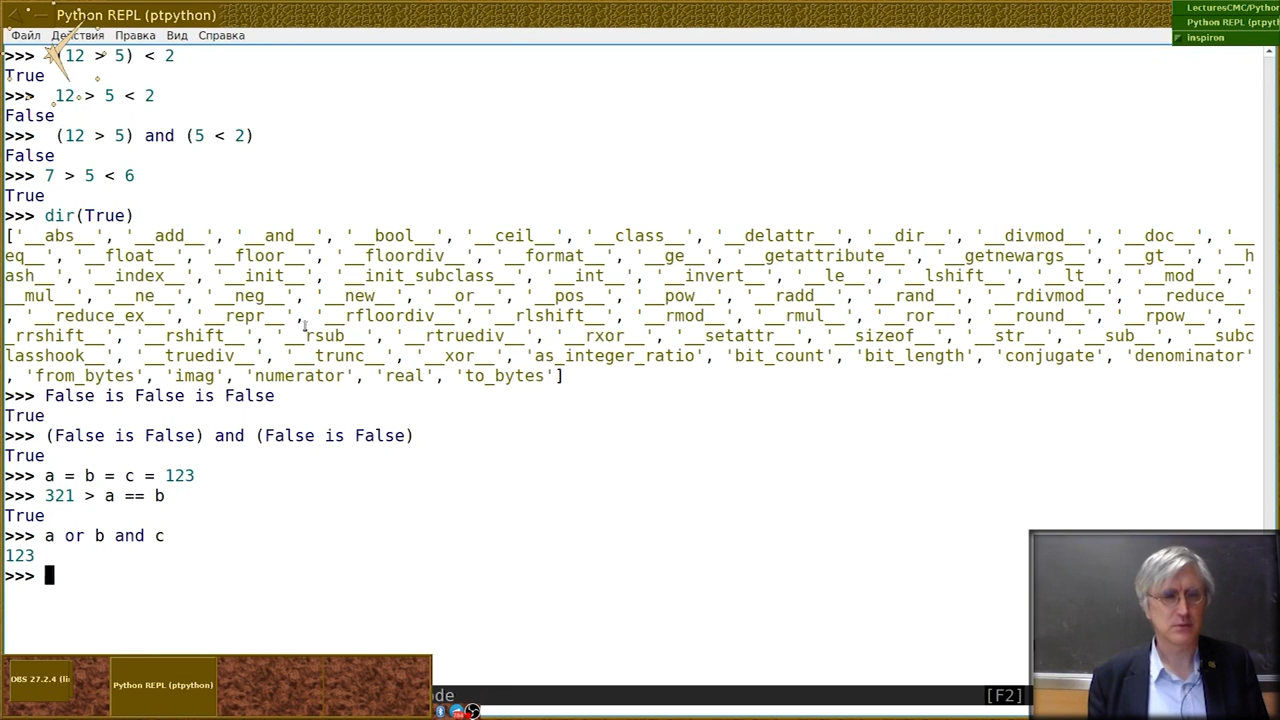 Python REPL (ptpython)
LecturesCMC/Python
Python REPL (ptpyth
inspiron
Файл Действия Правка Вид Справка
>>> (12 > 5) < 2
True
>>> 12 > 5 < 2
False
>>> (12 > 5) and (5 < 2)
False
>>> 7 > 5 < 6
True
>>> dir(True)
['__abs__', '__add__', '__and__', '__bool__', '__ceil__', '__class__', '__delattr__', '__dir__', '__divmod__', '__doc__', '__
eq__', '__float__', '__floor__', '__floordiv__', '__format__', '__ge__', '__getattribute__', '__getnewargs__', '__gt__', '__h
ash__', '__index__', '__init__', '__init_subclass__', '__int__', '__invert__', '__le__', '__lshift__', '__lt__', '__mod__', '
__mul__', '__ne__', '__neg__', '__new__', '__or__', '__pos__', '__pow__', '__radd__', '__rand__', '__rdivmod__', '__reduce__'
, '__reduce_ex__', '__repr__', '__rfloordiv__', '__rlshift__', '__rmod__', '__rmul__', '__ror__', '__round__', '__rpow__', '_
_rrshift__', '__rshift__', '__rsub__', '__rtruediv__', '__rxor__', '__setattr__', '__sizeof__', '__str__', '__sub__', '__subc
lasshook__', '__truediv__', '__trunc__', '__xor__', 'as_integer_ratio', 'bit_count', 'bit_length', 'conjugate', 'denominator'
, 'from_bytes', 'imag', 'numerator', 'real', 'to_bytes']
>>> False is False is False
True
>>> (False is False) and (False is False)
True
>>> a = b = c = 123
>>> 321 > a == b
True
>>> a or b and c
123
>>>
OBS 27.2.4 (li
Python REPL (ptpython)
de
[F2]